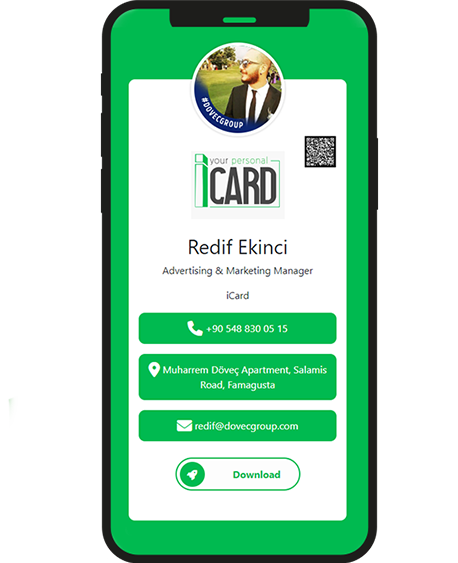 #DOVECGROUP
your personal
iCARD
Redif Ekinci
Advertising & Marketing Manager
iCard
+90 548 830 05 15
Muharrem Döveç Apartment, Salamis
Road, Famagusta
redif@dovecgroup.com
Download